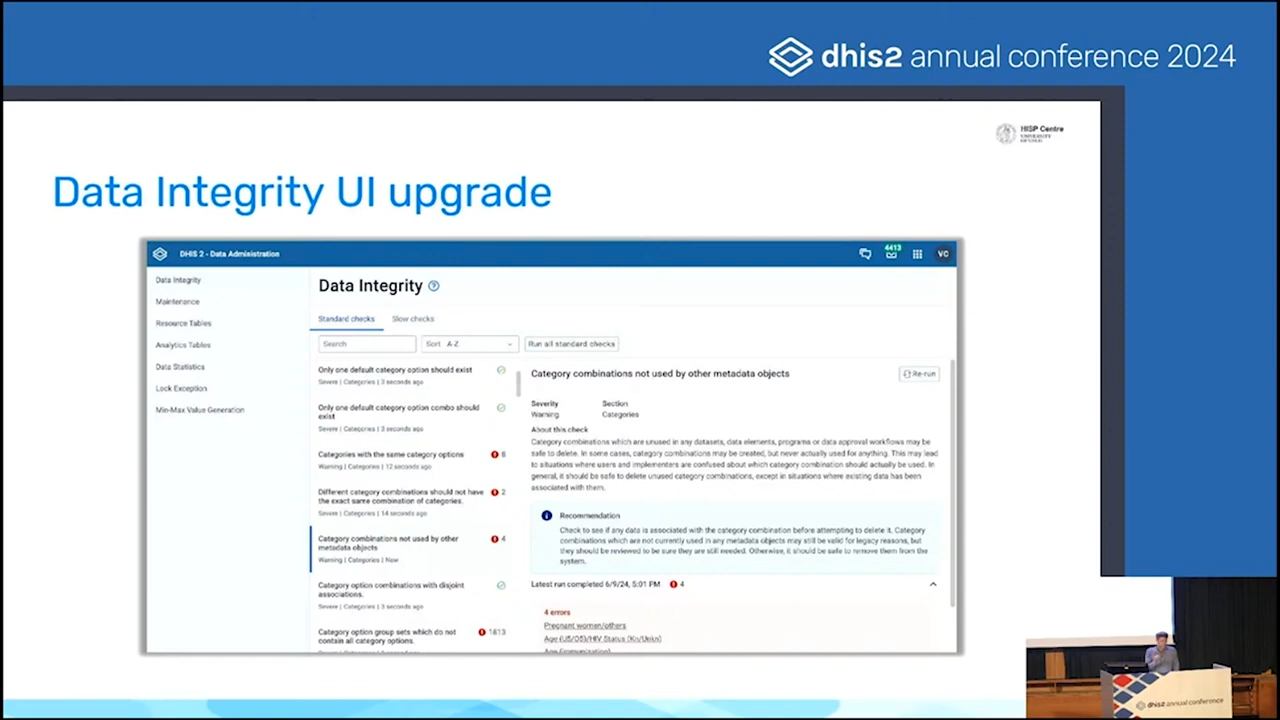 dhis2 annual conference 2024
HISP Centre
UNIVERSITY
OF OSLO
Data Integrity UI upgrade
DHIS 2 - Data Administration
4413
VC
Data Integrity
Maintenance
Resource Tables
Analytics Tables
Data Statistics
Lock Exception
Min-Max Value Generation
Data Integrity
Standard checks
Slow checks
Search
Sort A-Z
Run all standard checks
Only one default category option should exist
Severe | Categories | 3 seconds ago
Only one default category option combo should
exist
Severe | Categories | 3 seconds ago
Categories with the same category options
8
Warning | Categories | 12 seconds ago
Different category combinations should not have
the exact same combination of categories.
2
Severe | Categories | 14 seconds ago
Category combinations not used by other
metadata objects
4
Warning | Categories | Now
Category option combinations with disjoint
associations.
Severe | Categories | 3 seconds ago
Category option group sets which do not
contain all category options.
1813
Category combinations not used by other metadata objects
Re-run
Severity
Section
Warning
Categories
About this check
Category combinations which are unused in any datasets, data elements, programs or data approval workflows may be
safe to delete. In some cases, category combinations may be created, but never actually used for anything. This may lead
to situations where users and implementers are confused about which category combination should actually be used. In
general, it should be safe to delete unused category combinations, except in situations where existing data has been
associated with them.
Recommendation
Check to see if any data is associated with the category combination before attempting to delete it. Category
combinations which are not currently used in any metadata objects may still be valid for legacy reasons, but
they should be reviewed to be sure they are still needed. Otherwise, it should be safe to remove them from the
system.
Latest run completed 6/9/24, 5:01 PM
4
4 errors
Pregnant women/others
Age (U5/O5)/HIV Status (Kn/Unkn)
Age (immunization)
dhis2 annual conference